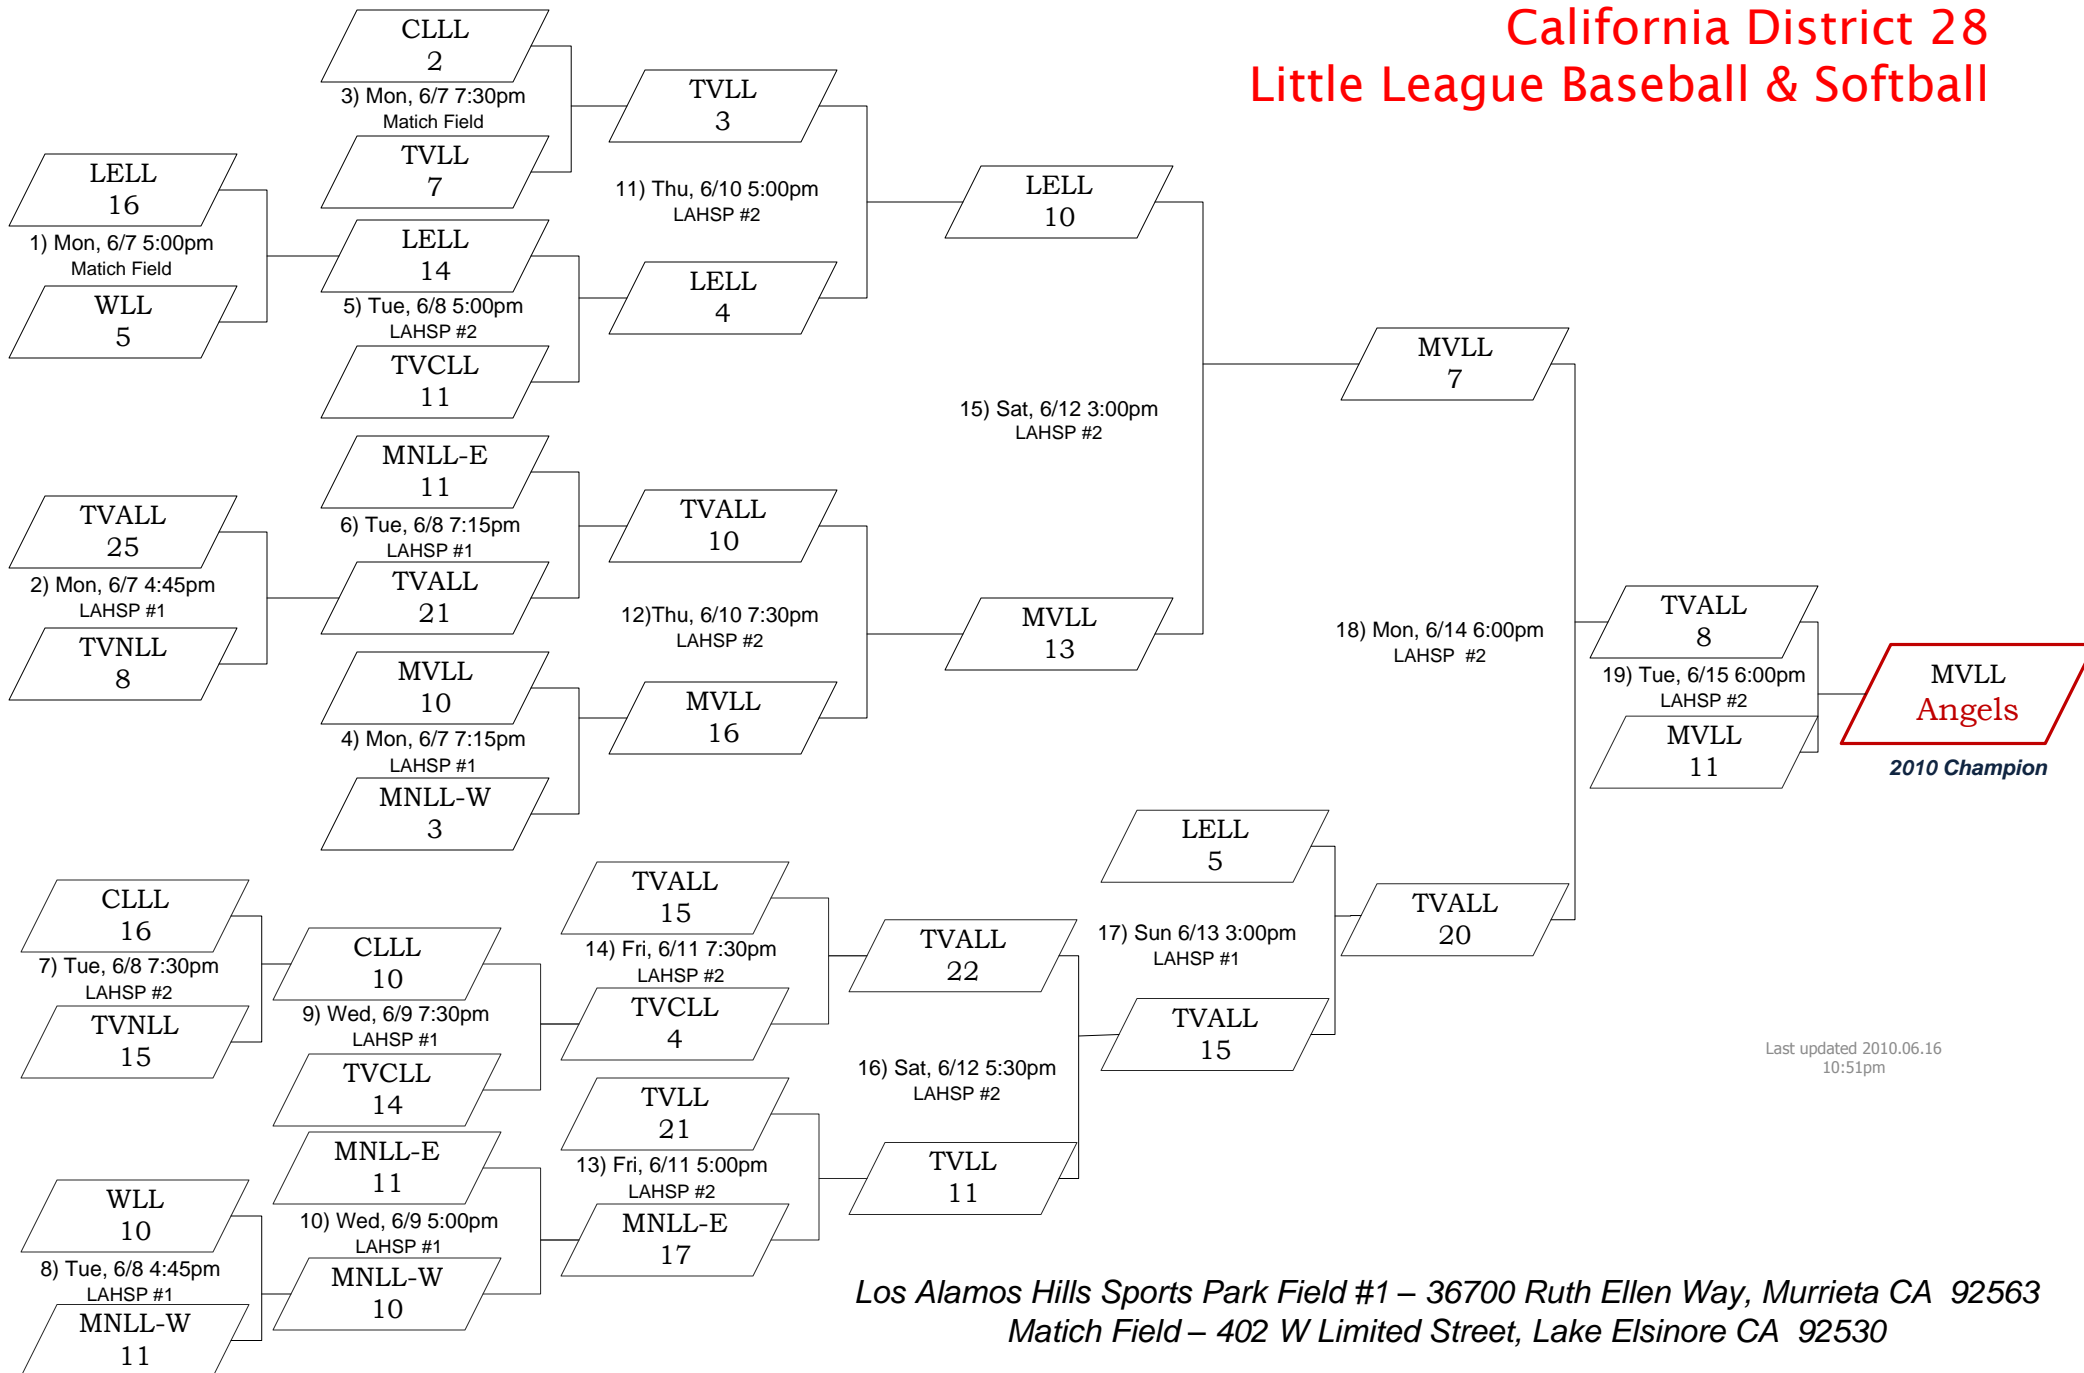 California District 28
Little League Baseball & Softball
CLLL
2
3) Mon, 6/7 7:30pm
Matich Field
TVLL
7
TVLL
3
LELL
16
1) Mon, 6/7 5:00pm
Matich Field
WLL
5
LELL
14
5) Tue, 6/8 5:00pm
LAHSP #2
TVCLL
11
11) Thu, 6/10 5:00pm
LAHSP #2
LELL
4
LELL
10
MNLL-E
11
6) Tue, 6/8 7:15pm
LAHSP #1
TVALL
21
TVALL
25
2) Mon, 6/7 4:45pm
LAHSP #1
TVNLL
8
TVALL
10
12)Thu, 6/10 7:30pm
LAHSP #2
MVLL
16
MVLL
10
4) Mon, 6/7 7:15pm
LAHSP #1
MNLL-W
3
15) Sat, 6/12 3:00pm
LAHSP #2
MVLL
13
MVLL
7
18) Mon, 6/14 6:00pm
LAHSP  #2
TVALL
8
19) Tue, 6/15 6:00pm
LAHSP #2
MVLL
11
MVLL
Angels
2010 Champion
CLLL
16
7) Tue, 6/8 7:30pm
LAHSP #2
TVNLL
15
CLLL
10
9) Wed, 6/9 7:30pm
LAHSP #1
TVCLL
14
TVALL
15
14) Fri, 6/11 7:30pm
LAHSP #2
TVCLL
4
TVALL
22
16) Sat, 6/12 5:30pm
LAHSP #2
TVLL
11
LELL
5
17) Sun 6/13 3:00pm
LAHSP #1
TVALL
15
TVALL
20
WLL
10
8) Tue, 6/8 4:45pm
LAHSP #1
MNLL-W
11
MNLL-E
11
10) Wed, 6/9 5:00pm
LAHSP #1
MNLL-W
10
TVLL
21
13) Fri, 6/11 5:00pm
LAHSP #2
MNLL-E
17
Last updated 2010.06.16
10:51pm
Los Alamos Hills Sports Park Field #1 – 36700 Ruth Ellen Way, Murrieta CA  92563
Matich Field – 402 W Limited Street, Lake Elsinore CA  92530